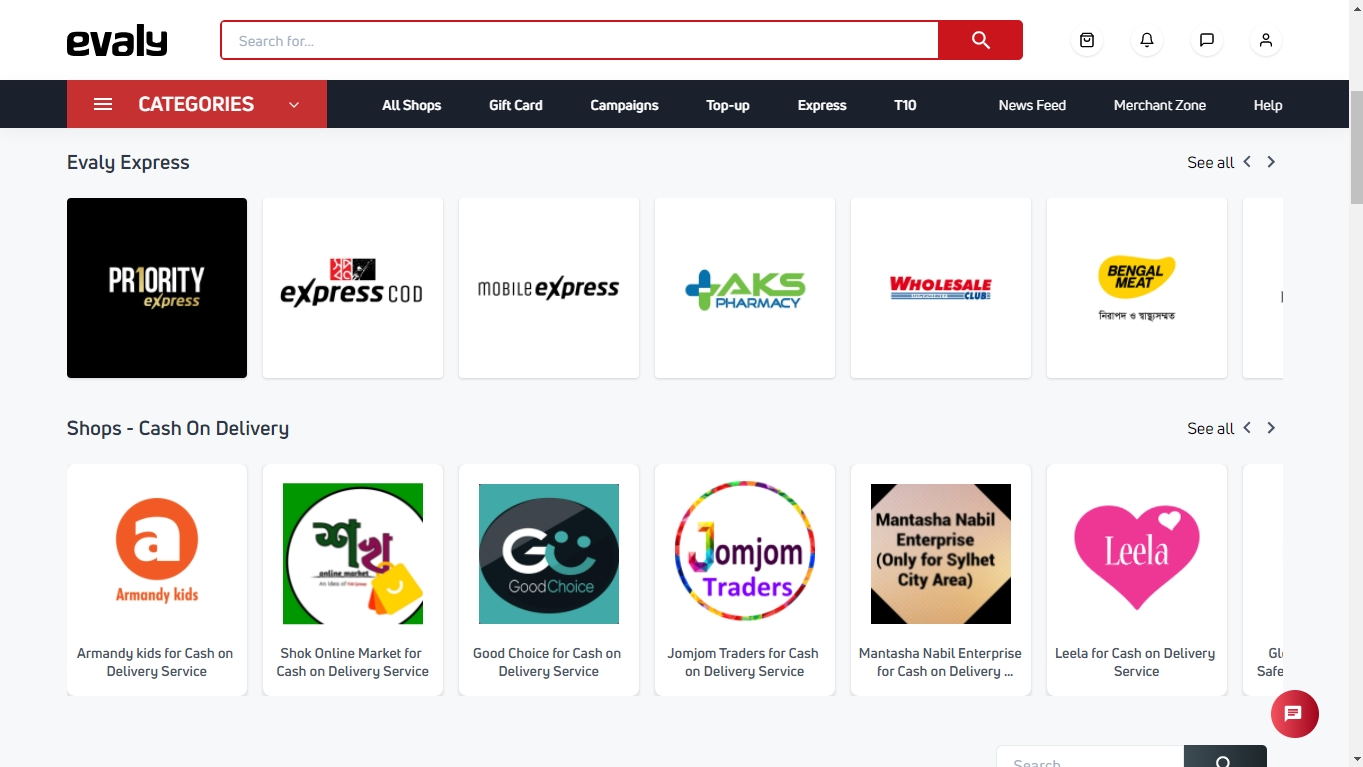 evaly
Search for...
CATEGORIES
All Shops
Gift Card
Campaigns
Top-up
Express
T10
News Feed
Merchant Zone
Help
Evaly Express
See all
PR1ORITY
express
express COD
MOBILE express
AKS
PHARMACY
WHOLESALE
HYPERMARKET CLUB
BENGAL
MEAT
নিরাপদ ও স্বাস্থ্যসম্মত
Shops - Cash On Delivery
See all
a
Armandy kids
শখ
online market
An Idea of
GOODCHOICE
Jomjom
Traders
Mantasha Nabil
Enterprise
(Only for Sylhet
City Area)
Leela
Armandy kids for Cash on
Delivery Service
Shok Online Market for
Cash on Delivery Service
Good Choice for Cash on
Delivery Service
Jomjom Traders for Cash
on Delivery Service
Mantasha Nabil Enterprise
for Cash on Delivery ...
Leela for Cash on Delivery
Service
Gl
Safe
Search